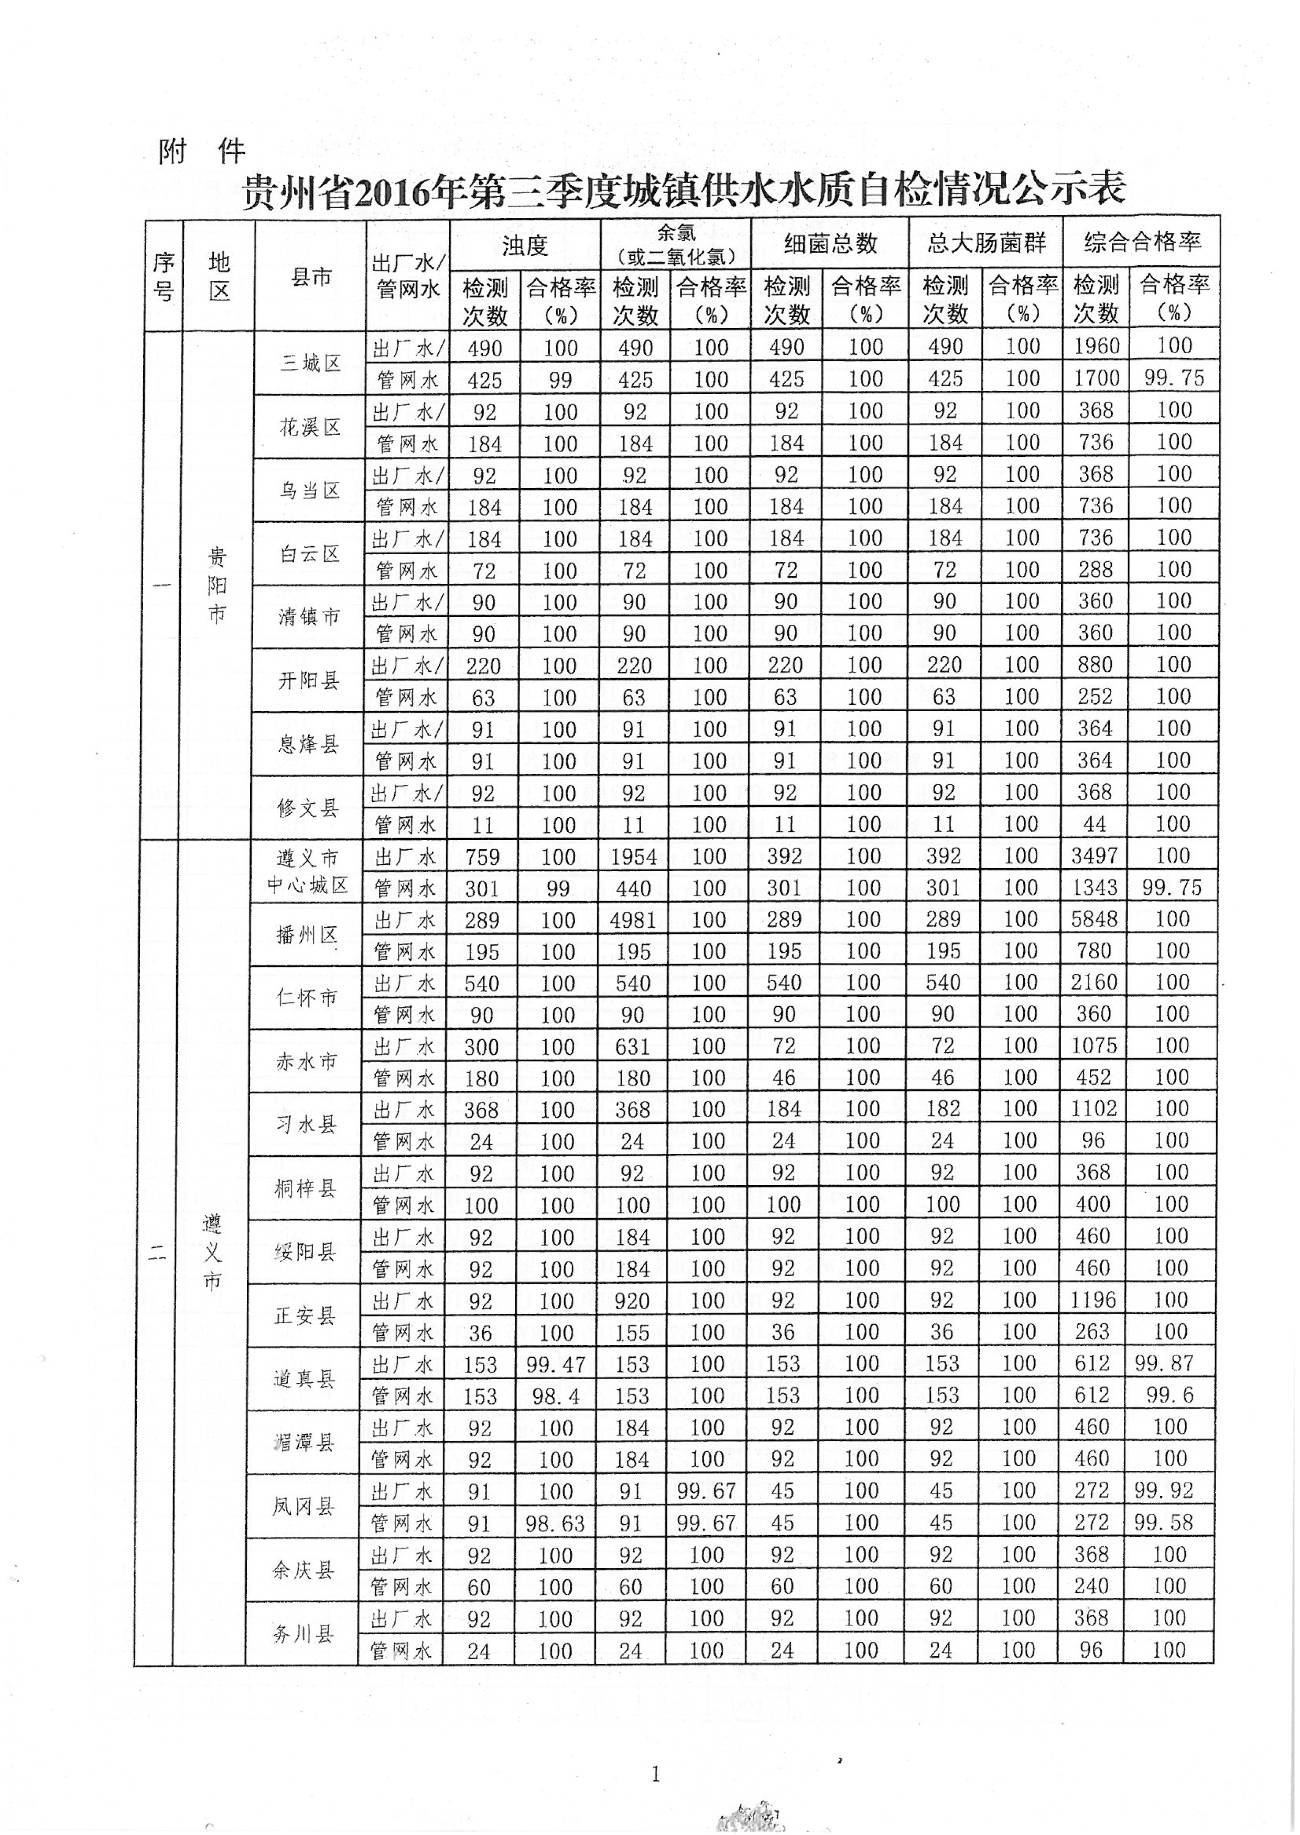 附 件
贵州省2016年第三季度城镇供水水质自检情况公示表
序号 地区 县市 出厂水/管网水 浊度 余氯（或二氧化氯） 细菌总数 总大肠菌群 综合合格率
检测次数 合格率（%） 检测次数 合格率（%） 检测次数 合格率（%） 检测次数 合格率（%） 检测次数 合格率（%）
一 贵阳市 三城区 出厂水/ 490 100 490 100 490 100 490 100 1960 100
管网水 425 99 425 100 425 100 425 100 1700 99.75
花溪区 出厂水/ 92 100 92 100 92 100 92 100 368 100
管网水 184 100 184 100 184 100 184 100 736 100
乌当区 出厂水/ 92 100 92 100 92 100 92 100 368 100
管网水 184 100 184 100 184 100 184 100 736 100
白云区 出厂水/ 184 100 184 100 184 100 184 100 736 100
管网水 72 100 72 100 72 100 72 100 288 100
清镇市 出厂水/ 90 100 90 100 90 100 90 100 360 100
管网水 90 100 90 100 90 100 90 100 360 100
开阳县 出厂水/ 220 100 220 100 220 100 220 100 880 100
管网水 63 100 63 100 63 100 63 100 252 100
息烽县 出厂水/ 91 100 91 100 91 100 91 100 364 100
管网水 91 100 91 100 91 100 91 100 364 100
修文县 出厂水/ 92 100 92 100 92 100 92 100 368 100
管网水 11 100 11 100 11 100 11 100 44 100
二 遵义市 遵义市中心城区 出厂水 759 100 1954 100 392 100 392 100 3497 100
管网水 301 99 440 100 301 100 301 100 1343 99.75
播州区 出厂水 289 100 4981 100 289 100 289 100 5848 100
管网水 195 100 195 100 195 100 195 100 780 100
仁怀市 出厂水 540 100 540 100 540 100 540 100 2160 100
管网水 90 100 90 100 90 100 90 100 360 100
赤水市 出厂水 300 100 631 100 72 100 72 100 1075 100
管网水 180 100 180 100 46 100 46 100 452 100
习水县 出厂水 368 100 368 100 184 100 182 100 1102 100
管网水 24 100 24 100 24 100 24 100 96 100
桐梓县 出厂水 92 100 92 100 92 100 92 100 368 100
管网水 100 100 100 100 100 100 100 100 400 100
绥阳县 出厂水 92 100 184 100 92 100 92 100 460 100
管网水 92 100 184 100 92 100 92 100 460 100
正安县 出厂水 92 100 920 100 92 100 92 100 1196 100
管网水 36 100 155 100 36 100 36 100 263 100
道真县 出厂水 153 99.47 153 100 153 100 153 100 612 99.87
管网水 153 98.4 153 100 153 100 153 100 612 99.6
湄潭县 出厂水 92 100 184 100 92 100 92 100 460 100
管网水 92 100 184 100 92 100 92 100 460 100
凤冈县 出厂水 91 100 91 99.67 45 100 45 100 272 99.92
管网水 91 98.63 91 99.67 45 100 45 100 272 99.58
余庆县 出厂水 92 100 92 100 92 100 92 100 368 100
管网水 60 100 60 100 60 100 60 100 240 100
务川县 出厂水 92 100 92 100 92 100 92 100 368 100
管网水 24 100 24 100 24 100 24 100 96 100
1